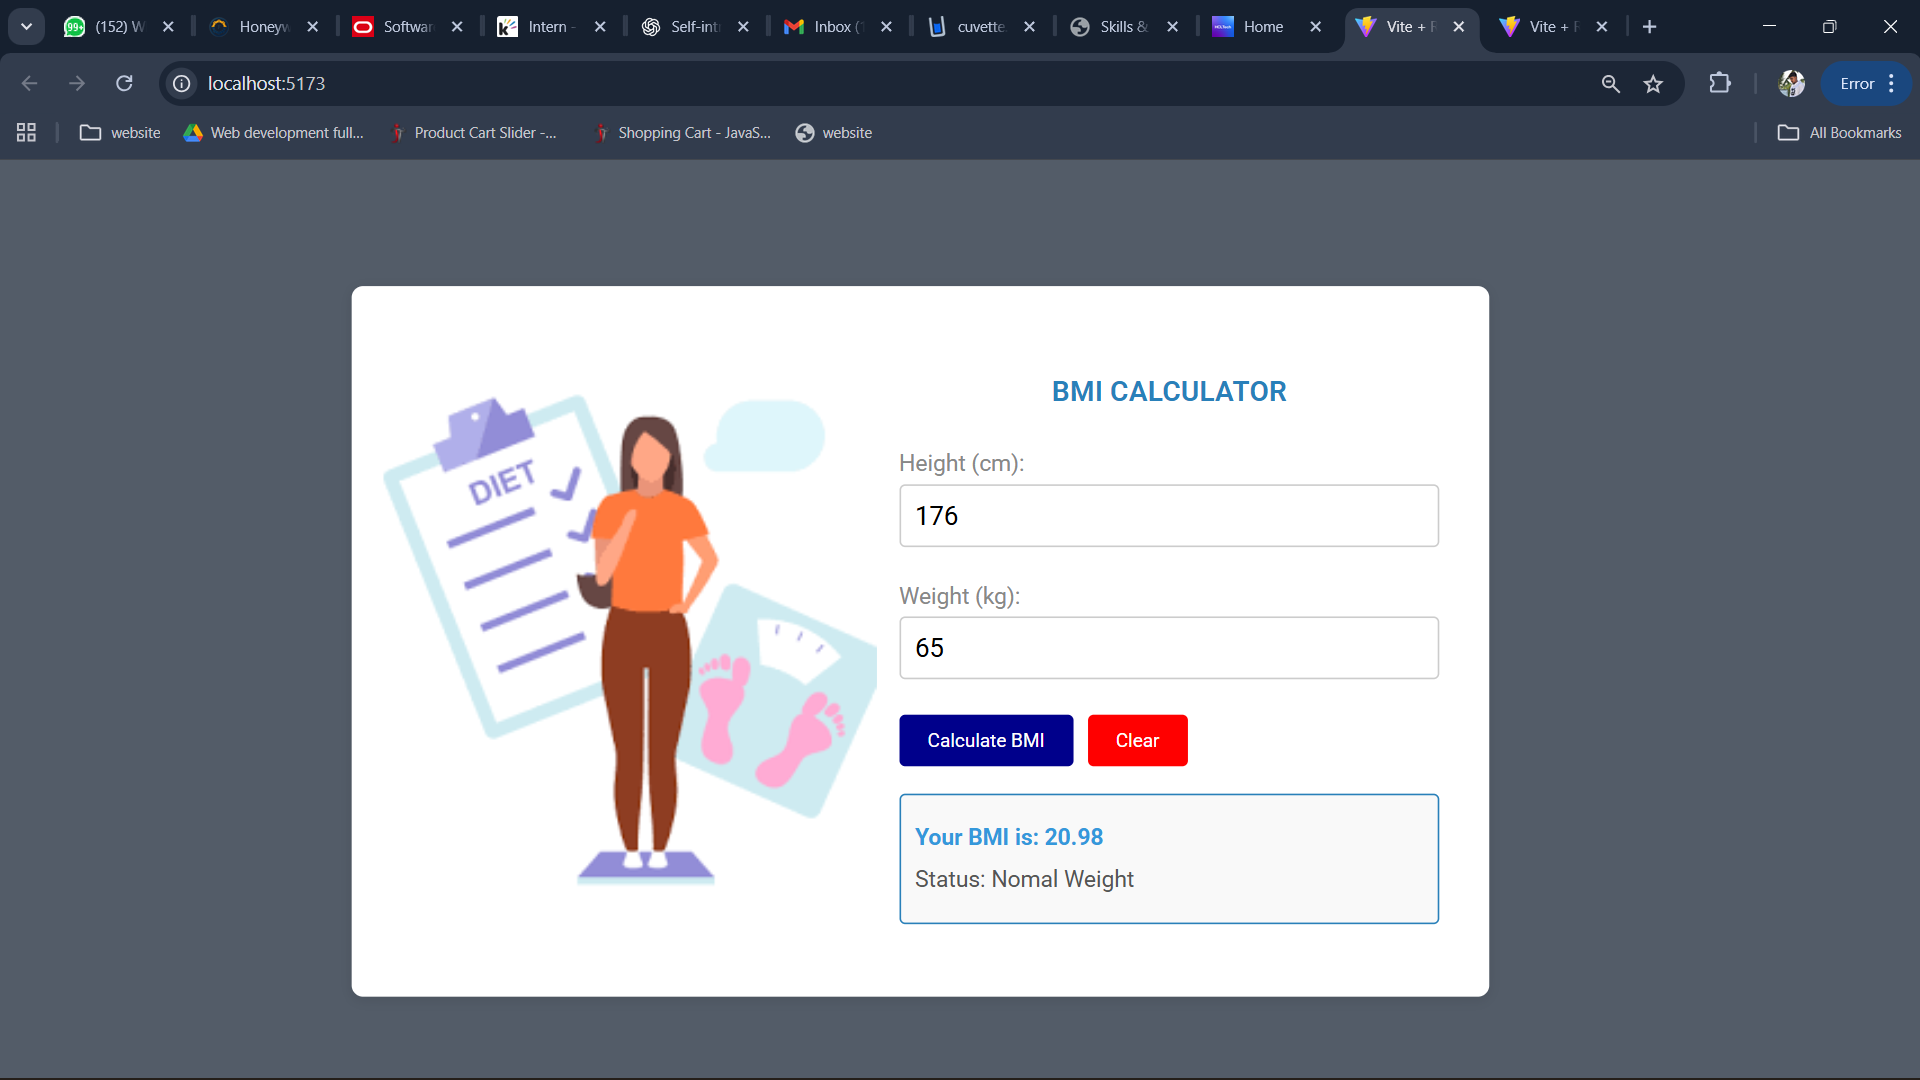 99+ (152) W Honeyw Softwar Intern - Self-int Inbox (1 cuvette Skills & Home Vite + R Vite + R
localhost:5173 Error
website Web development full... Product Cart Slider -... Shopping Cart - JavaS... website All Bookmarks
DIET
BMI CALCULATOR
Height (cm):
176
Weight (kg):
65
Calculate BMI Clear
Your BMI is: 20.98
Status: Nomal Weight